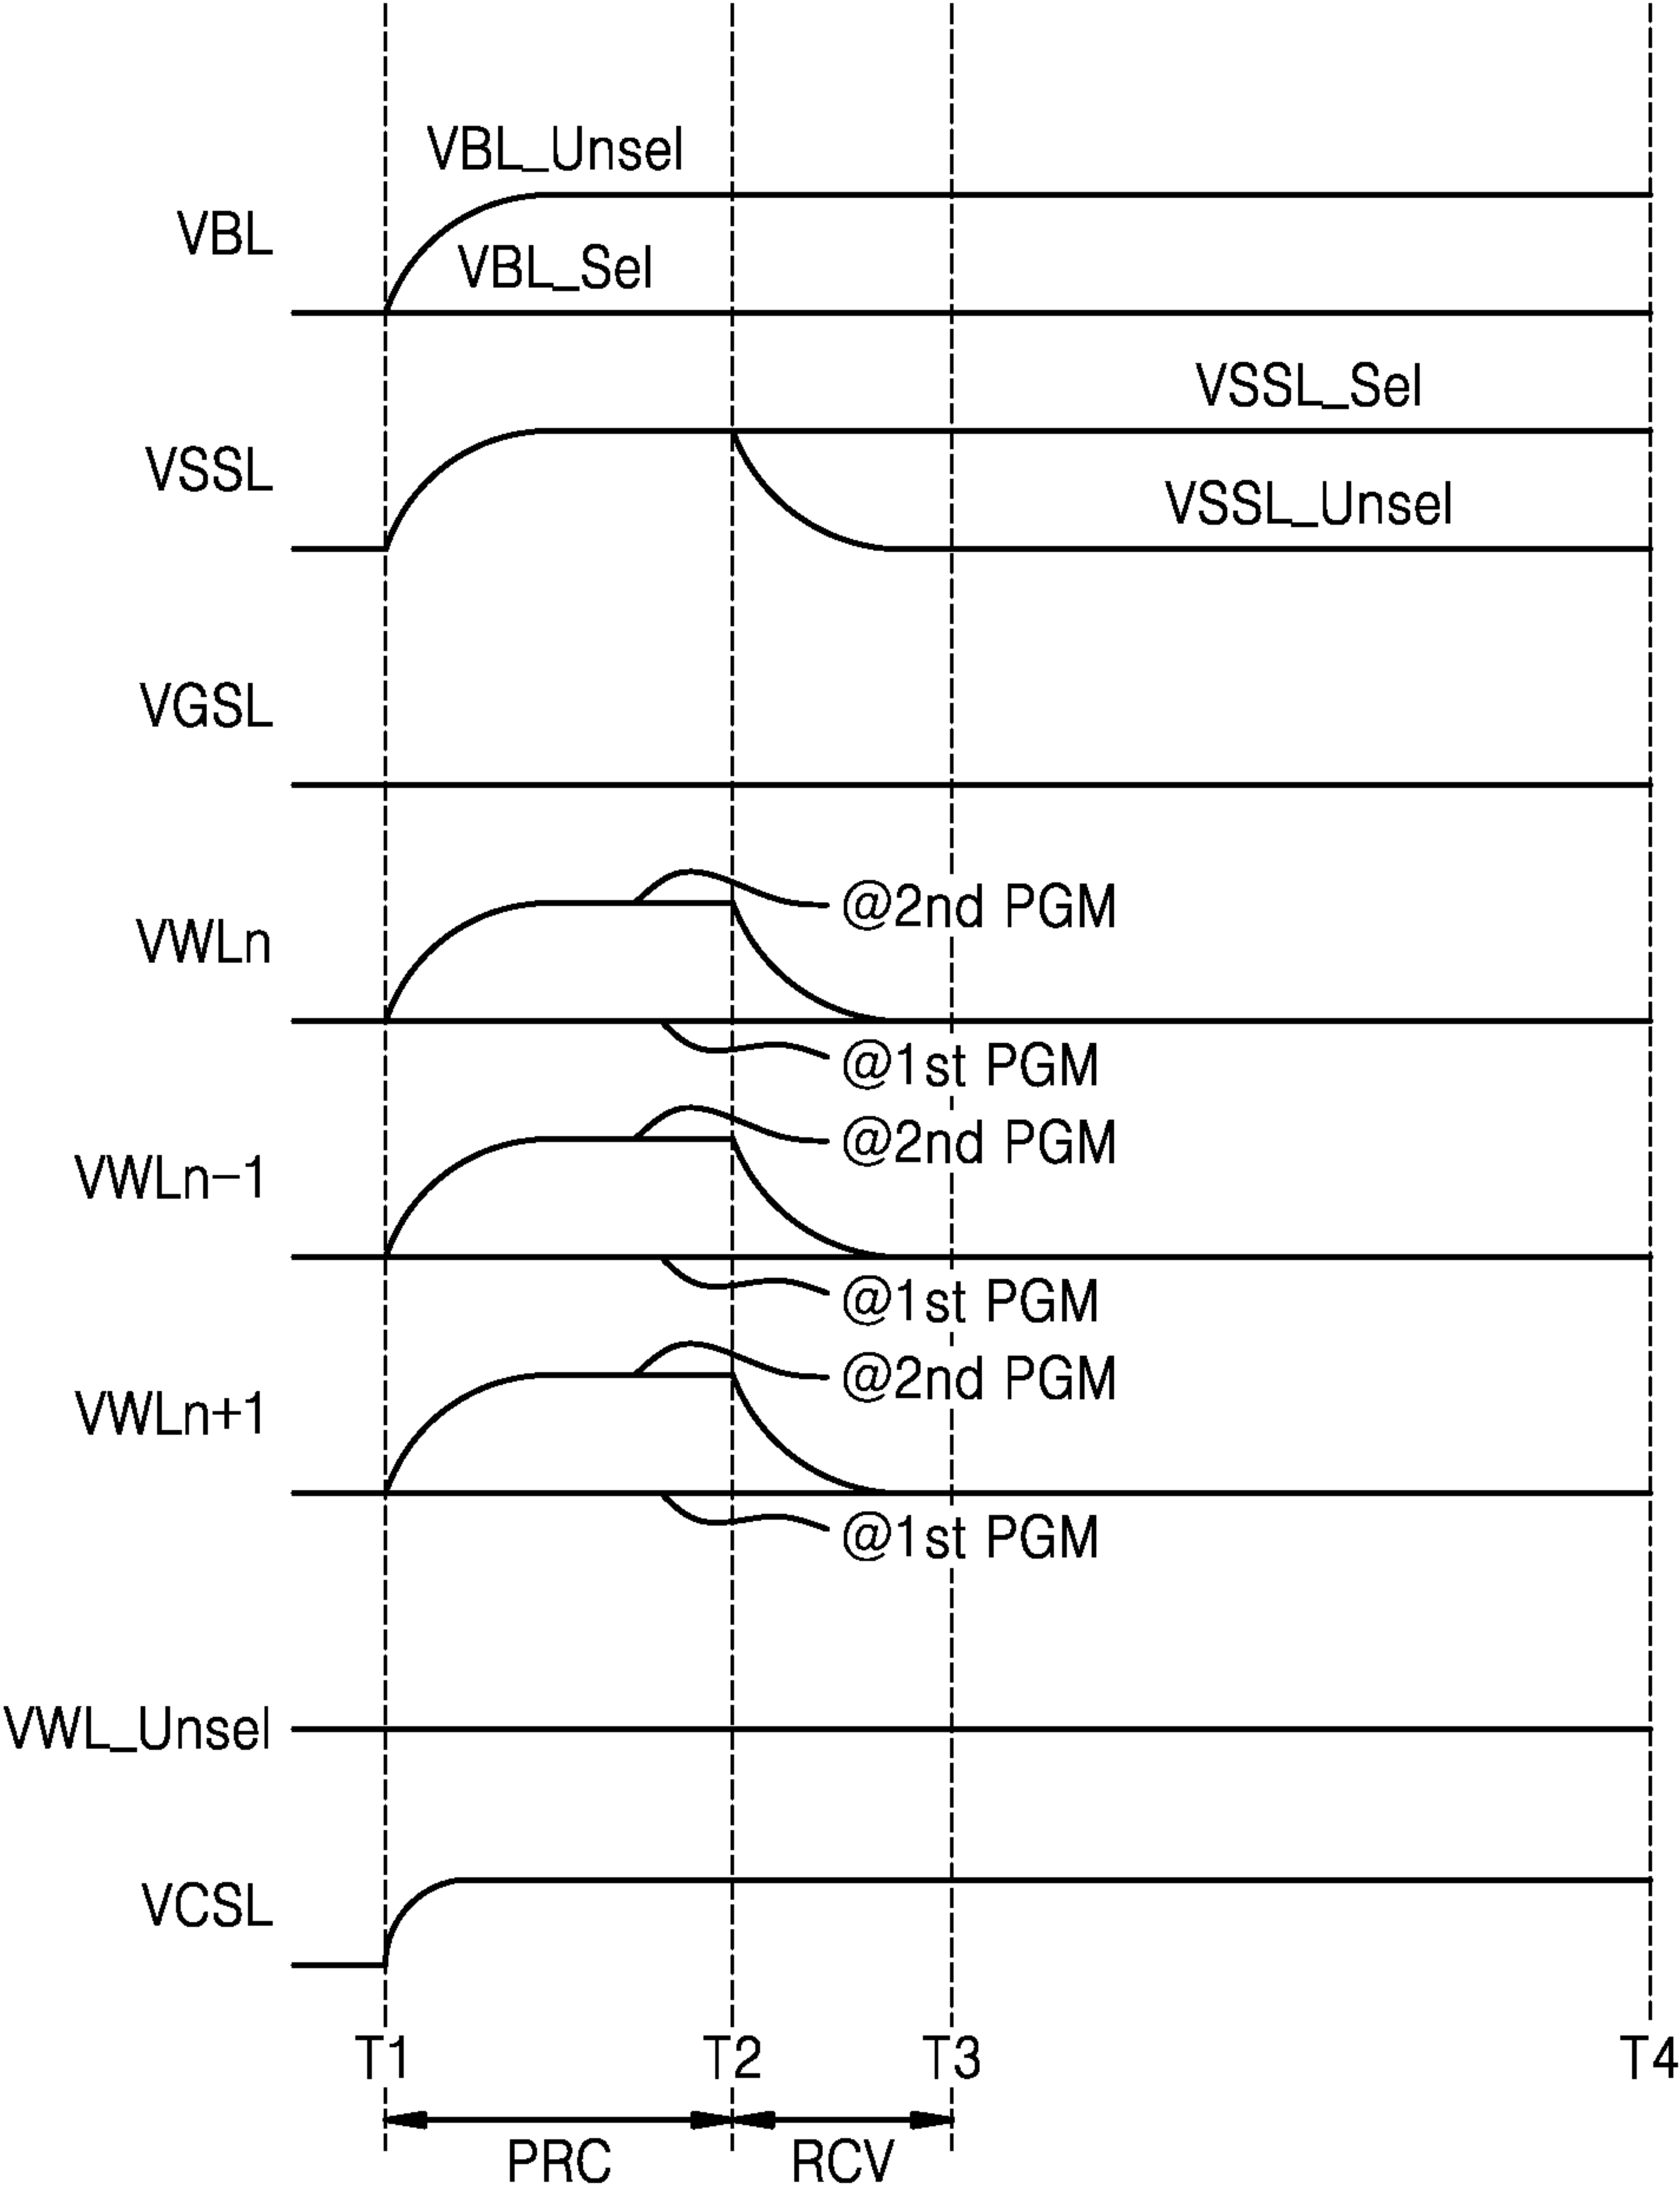 VBL_Unsel
VBL
VBL_Sel
VSSL_Sel
VSSL
VSSL_Unsel
VGSL
@2nd PGM
VWLn
@1st PGM
@2nd PGM
VWLn−1
@1st PGM
@2nd PGM
VWLn+1
@1st PGM
VWL_Unsel
VCSL
T1 T2 T3 T4
PRC RCV